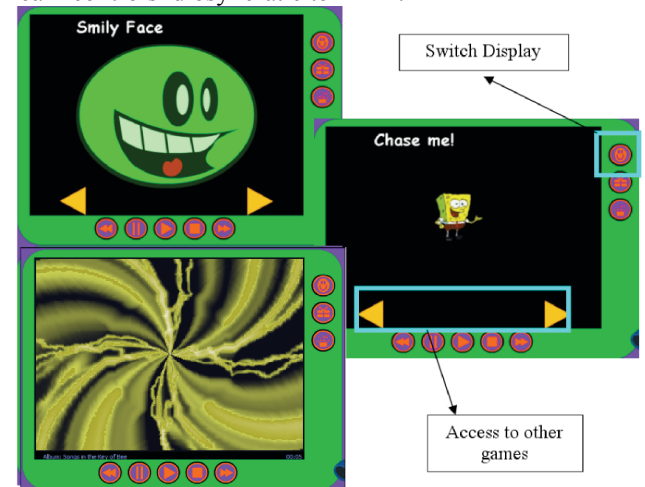 Smily Face
Switch Display
Chase me!
Album: Songs in the Key of Bee
00:05
Access to other
games